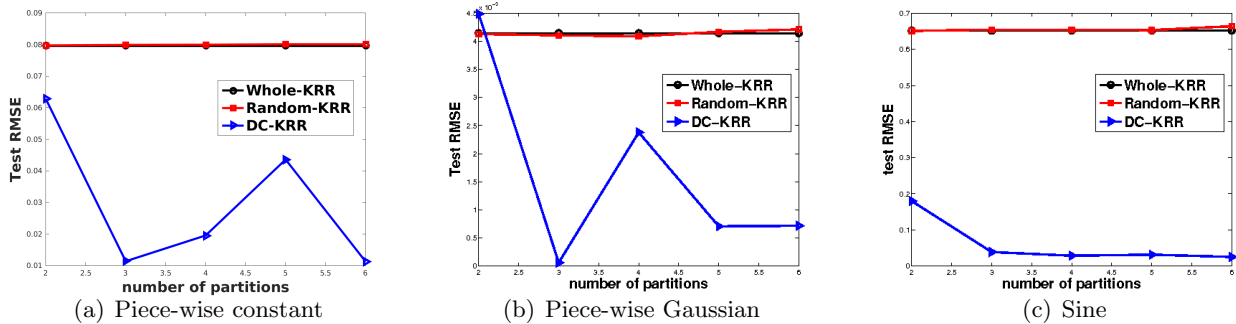 0.09
0.08
0.07
0.06
0.05
0.04
0.03
0.02
0.01
Test RMSE
Whole-KRR
Random-KRR
DC-KRR
2 2.5 3 3.5 4 4.5 5 5.5 6
number of partitions
(a) Piece-wise constant
4.5
4
3.5
3
2.5
2
1.5
1
0.5
0
Test RMSE
Whole-KRR
Random-KRR
DC-KRR
2 2.5 3 3.5 4 4.5 5 5.5 6
number of partitions
(b) Piece-wise Gaussian
0.7
0.6
0.5
0.4
0.3
0.2
0.1
0
test RMSE
Whole-KRR
Random-KRR
DC-KRR
2 2.5 3 3.5 4 4.5 5 5.5 6
number of partitions
(c) Sine